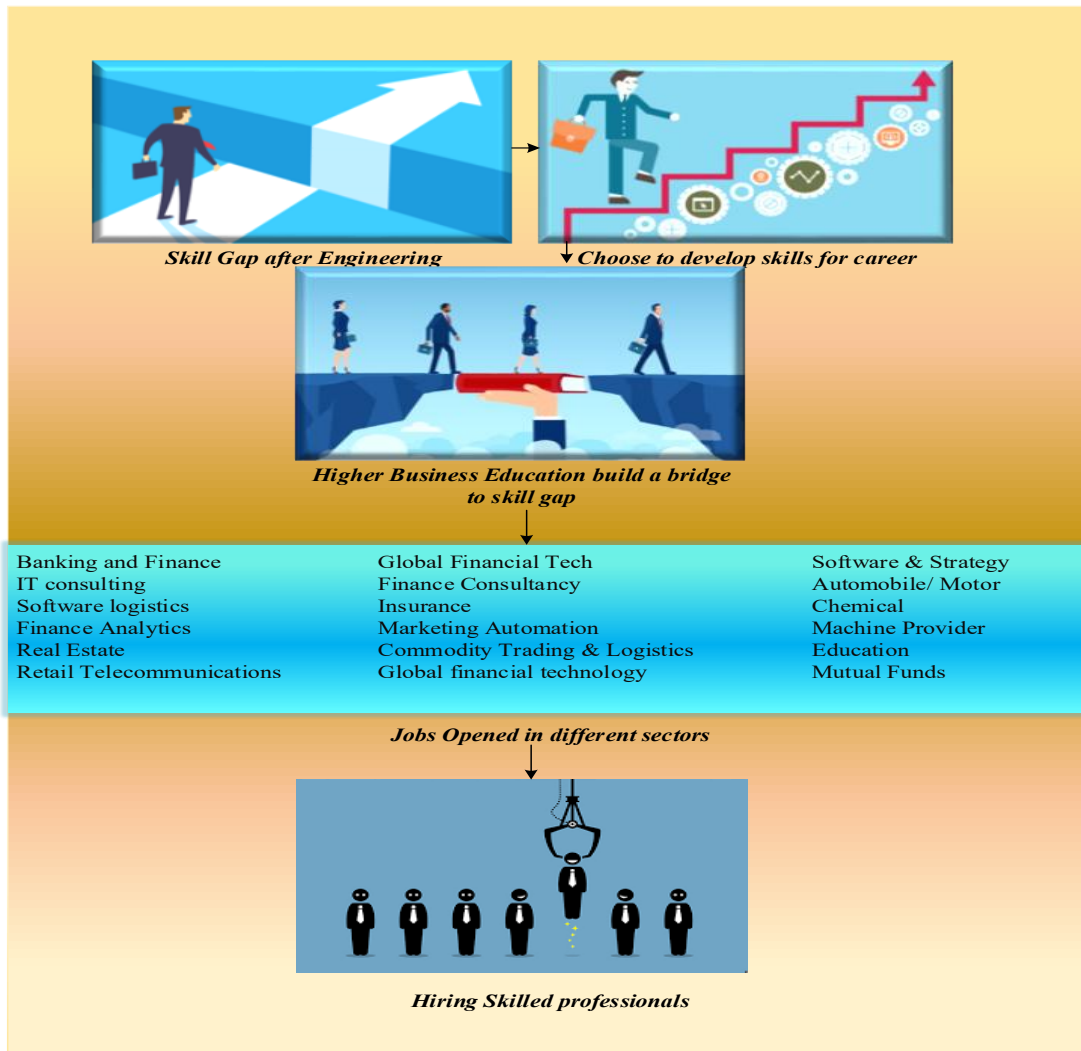 Skill Gap after Engineering
Choose to develop skills for career
Higher Business Education build a bridge
to skill gap
Banking and Finance
IT consulting
Software logistics
Finance Analytics
Real Estate
Retail Telecommunications
Global Financial Tech
Finance Consultancy
Insurance
Marketing Automation
Commodity Trading & Logistics
Global financial technology
Software & Strategy
Automobile/ Motor
Chemical
Machine Provider
Education
Mutual Funds
Jobs Opened in different sectors
Hiring Skilled professionals